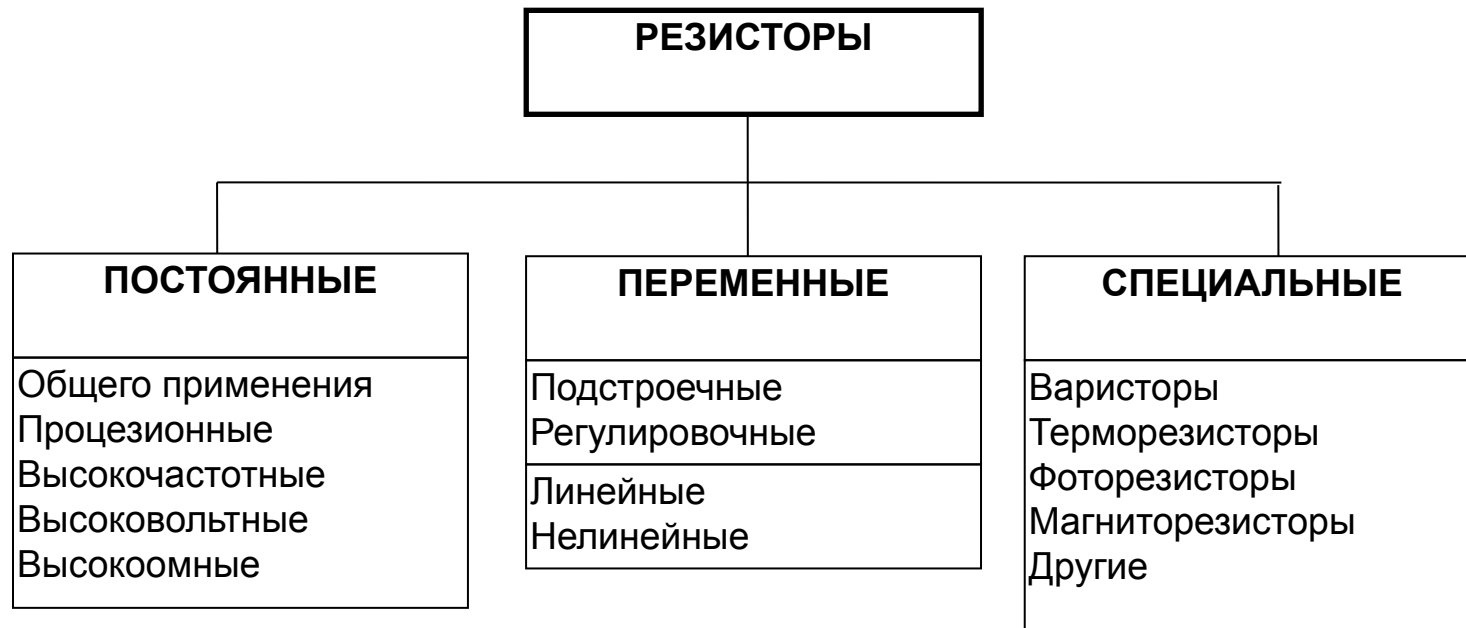 РЕЗИСТОРЫ
ПОСТОЯННЫЕ
Общего применения
Процезионные
Высокочастотные
Высоковольтные
Высокоомные
ПЕРЕМЕННЫЕ
Подстроечные
Регулировочные
Линейные
Нелинейные
СПЕЦИАЛЬНЫЕ
Варисторы
Терморезисторы
Фоторезисторы
Магниторезисторы
Другие